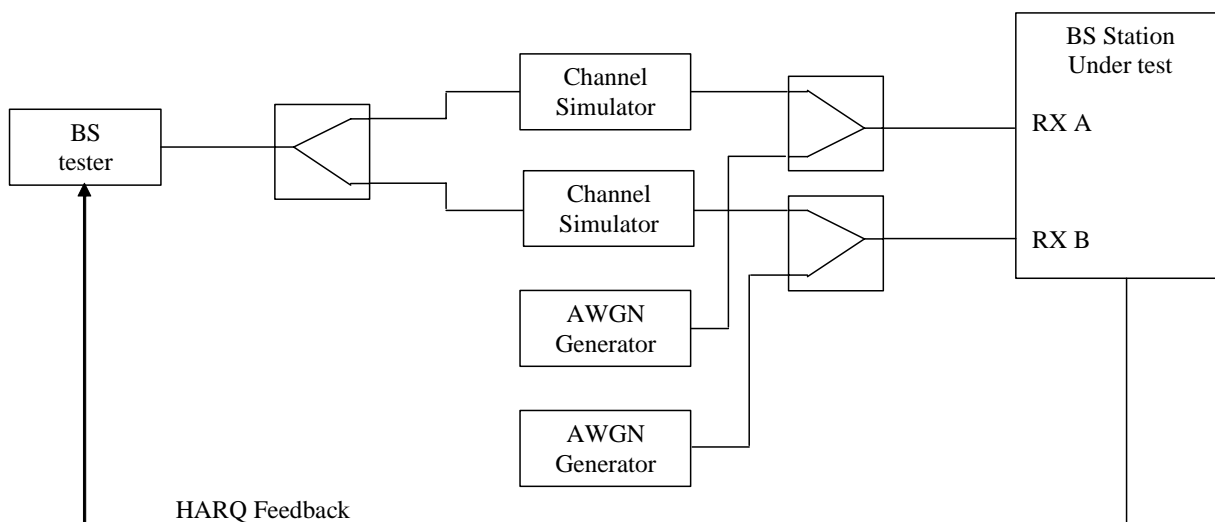 BS
tester
Channel
Simulator
Channel
Simulator
AWGN
Generator
AWGN
Generator
BS Station
Under test
RX A
RX B
HARQ Feedback